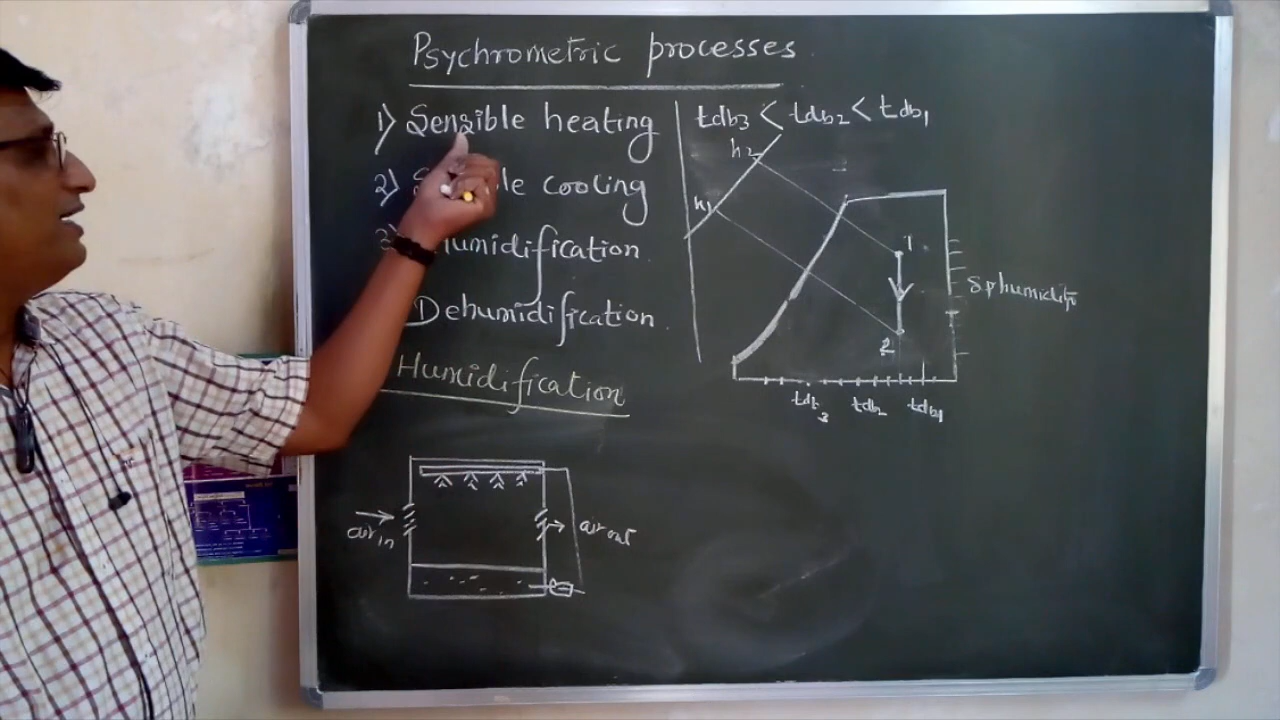 Psychrometric processes
1) Sensible heating
2) cooling
Humidification
Dehumidification
Humidification
air in
air out
tdb3 < tdb2 < tdb1
h2
h1
1
2
sp humidity
tdb3 tdb2 tdb1